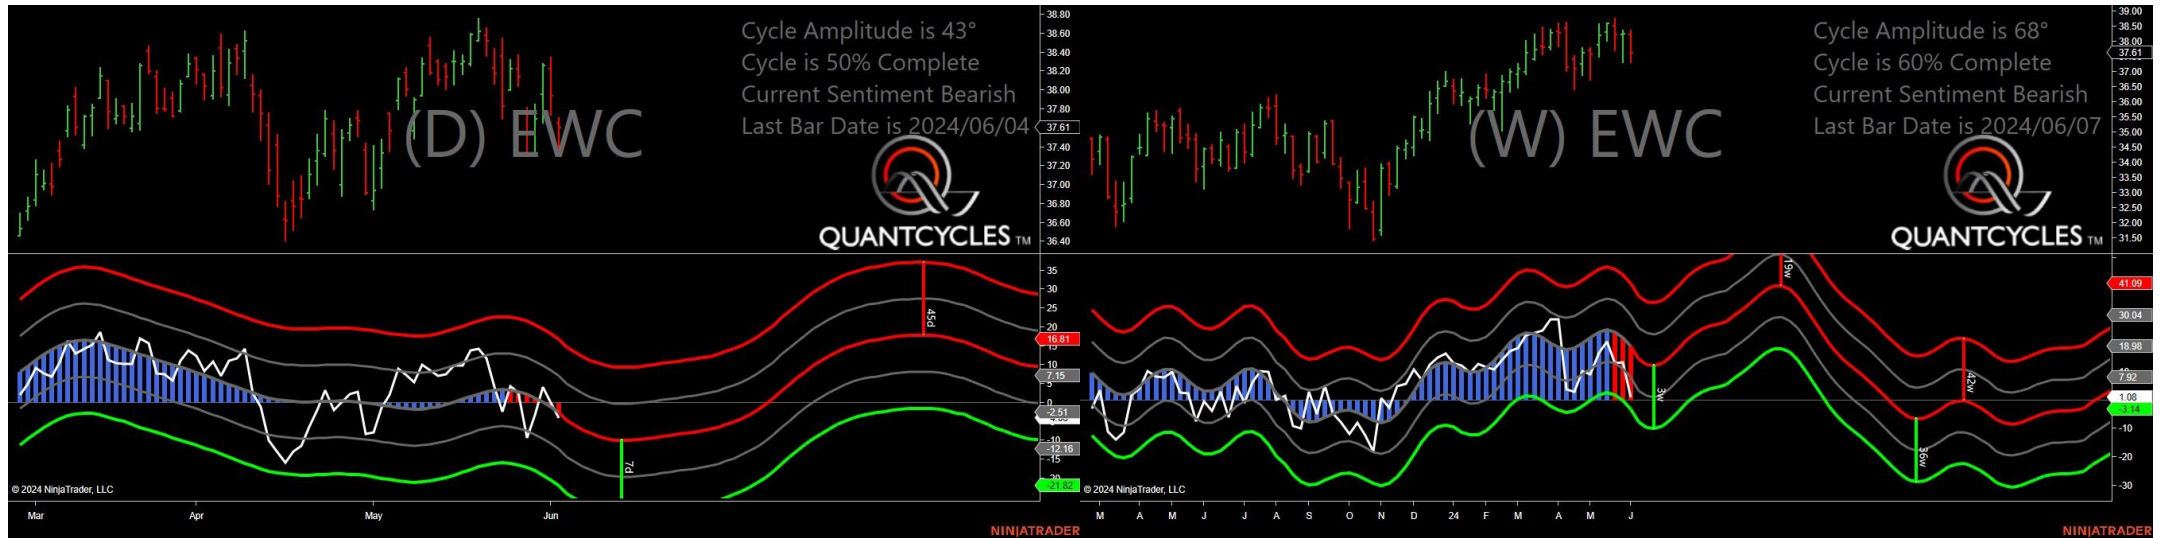 Cycle Amplitude is 43°
Cycle is 50% Complete
Current Sentiment Bearish
Last Bar Date is 2024/06/04
(D) EWC
QUANTCYCLES TM
38.80
38.60
38.40
38.20
38.00
37.80
37.61
37.40
37.20
37.00
36.80
36.60
36.40
35
30
25
20
16.81
15
10
7.15
5
0
-2.51
-10
-12.16
-15
-21.82
45d
7d
© 2024 NinjaTrader, LLC
Mar
Apr
May
Jun
NINJATRADER
Cycle Amplitude is 68°
Cycle is 60% Complete
Current Sentiment Bearish
Last Bar Date is 2024/06/07
(W) EWC
QUANTCYCLES TM
39.00
38.50
38.00
37.61
37.00
36.50
36.00
35.50
35.00
34.50
34.00
33.50
33.00
32.50
32.00
31.50
41.09
30.04
18.98
7.92
1.08
-3.14
-10
-20
-30
19w
3w
42w
36w
© 2024 NinjaTrader, LLC
M A M J J A S O N D 24 F M A M J
NINJATRADER